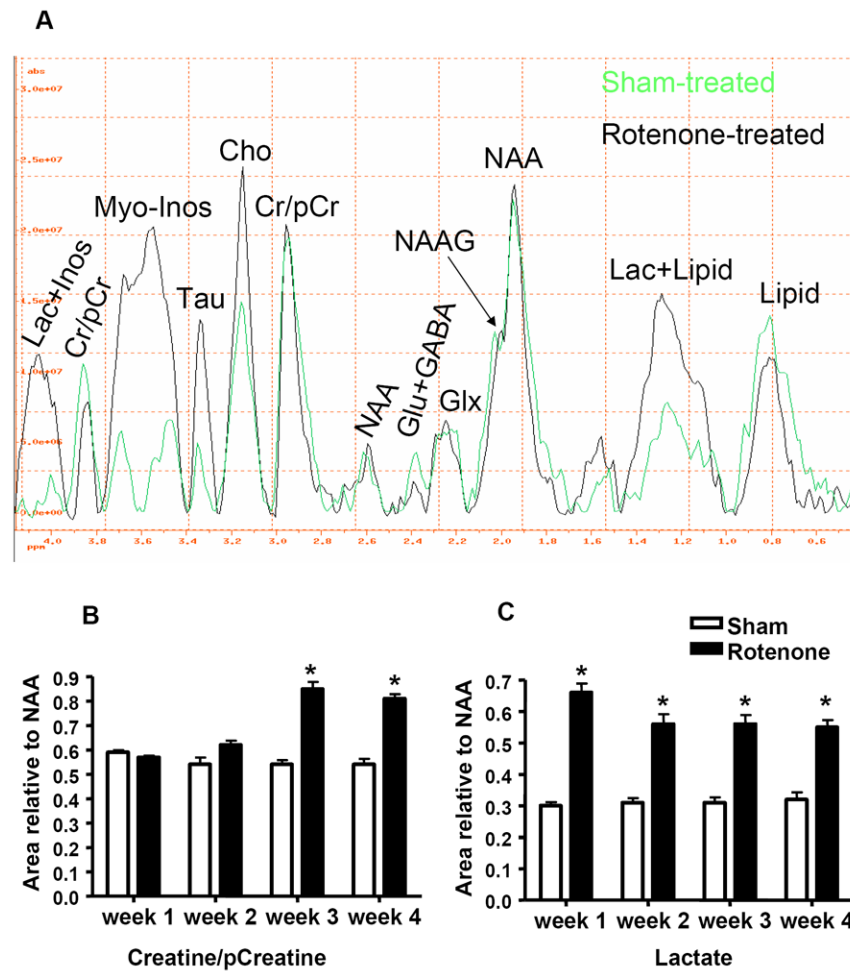 A
abs
3.0e+07
2.5e+07
2.0e+07
1.5e+07
1.0e+07
5.0e+06
0.0e+00
Sham-treated
Rotenone-treated
Lac+Inos
Cr/pCr
Myo-Inos
Tau
Cho
Cr/pCr
NAA
Glu+GABA
Glx
NAAG
NAA
Lac+Lipid
Lipid
ppm 4.0 3.8 3.6 3.4 3.2 3.0 2.8 2.6 2.4 2.2 2.0 1.8 1.6 1.4 1.2 1.0 0.8 0.6
B
Area relative to NAA
0.9
0.8
0.7
0.6
0.5
0.4
0.3
0.2
0.1
0.0
* *
week 1 week 2 week 3 week 4
Creatine/pCreatine
C
Sham
Rotenone
Area relative to NAA
0.7
0.6
0.5
0.4
0.3
0.2
0.1
0.0
* * * *
week 1 week 2 week 3 week 4
Lactate